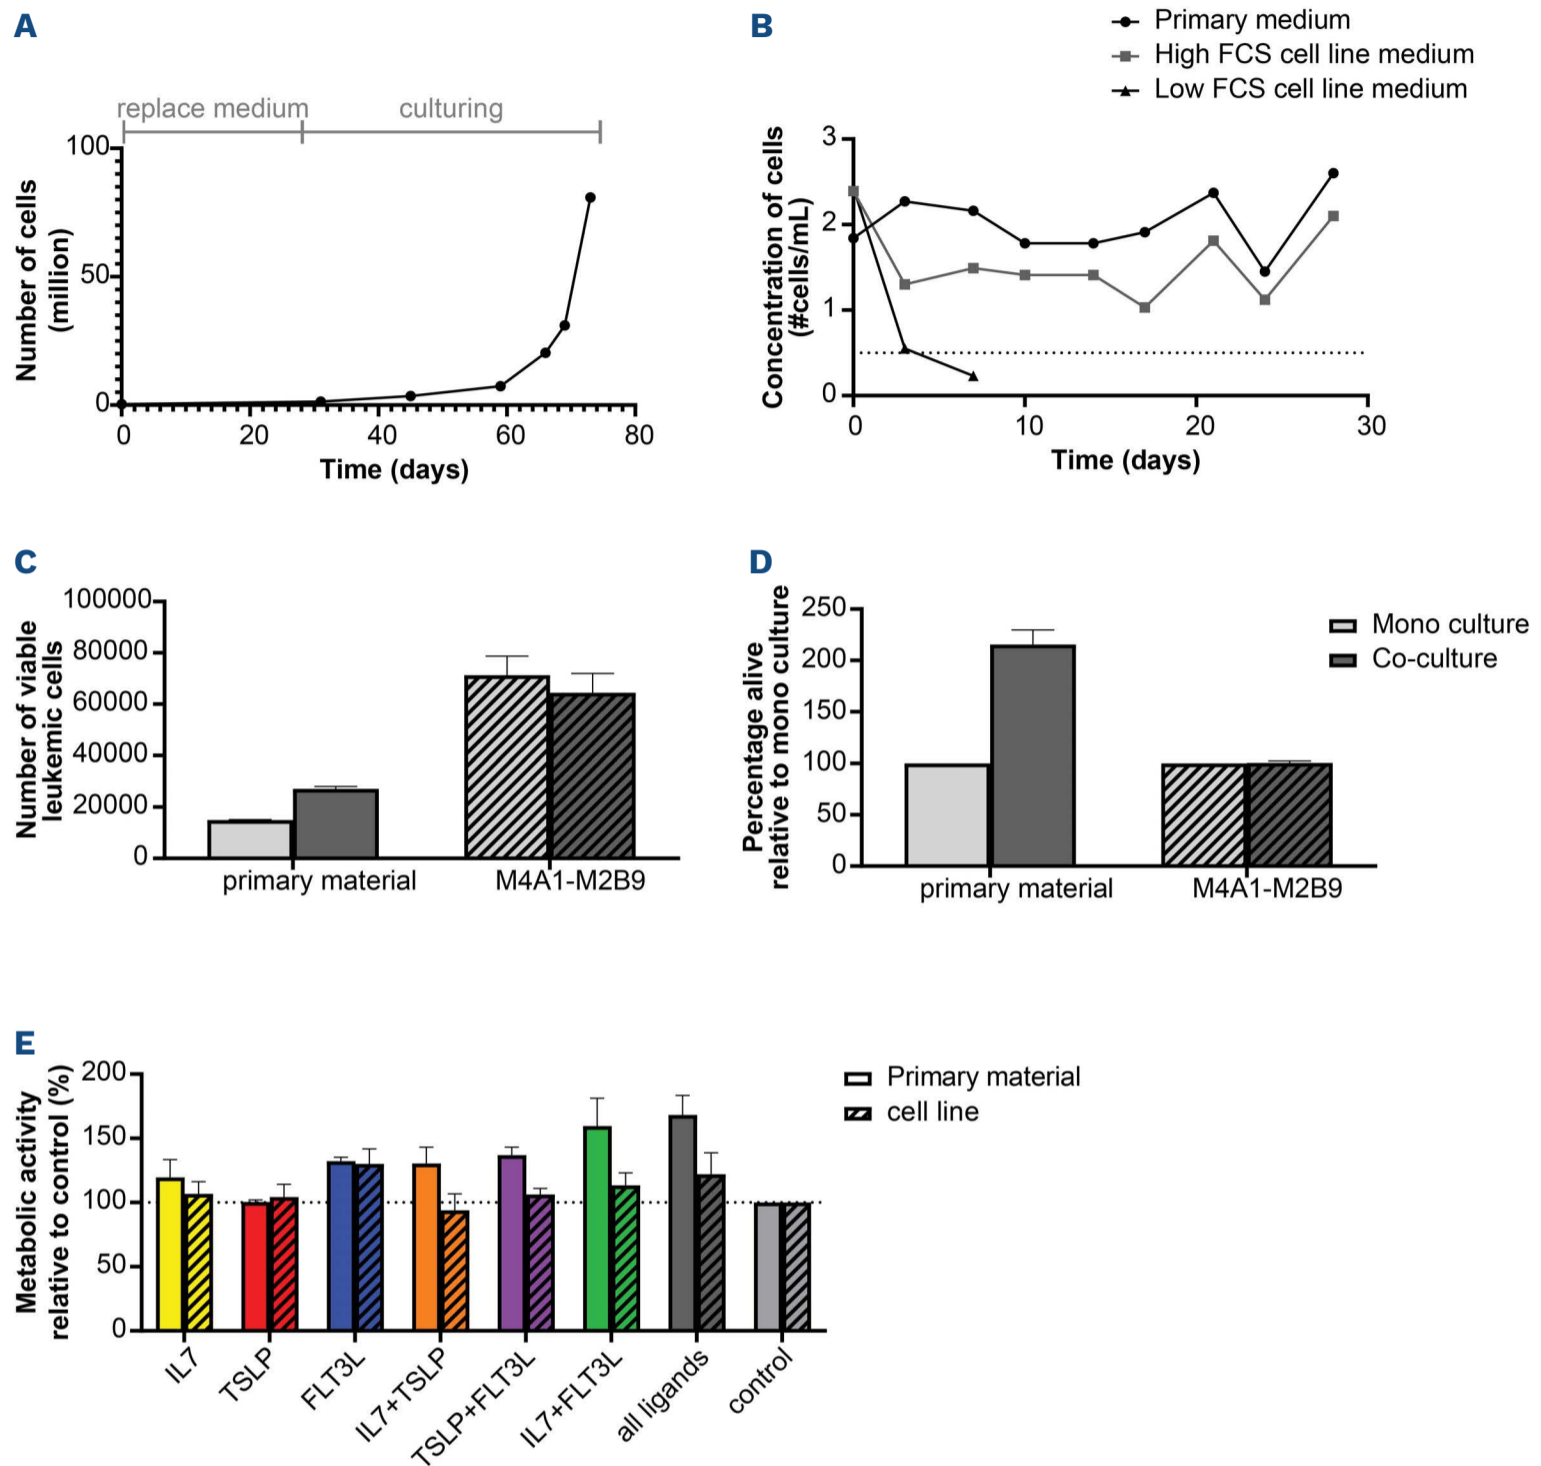 A
replace medium
culturing
Number of cells
(million)
100
50
0
0
20
40
60
80
Time (days)
B
Primary medium
High FCS cell line medium
Low FCS cell line medium
Concentration of cells
(#cells/mL)
3
2
1
0
0
10
20
30
Time (days)
C
Number of viable
leukemic cells
100000
80000
60000
40000
20000
0
primary material
M4A1-M2B9
D
Percentage alive
relative to mono culture
250
200
150
100
50
0
primary material
M4A1-M2B9
Mono culture
Co-culture
E
Metabolic activity
relative to control (%)
200
150
100
50
0
IL7
TSLP
FLT3L
IL7+TSLP
TSLP+FLT3L
IL7+FLT3L
all ligands
control
Primary material
cell line